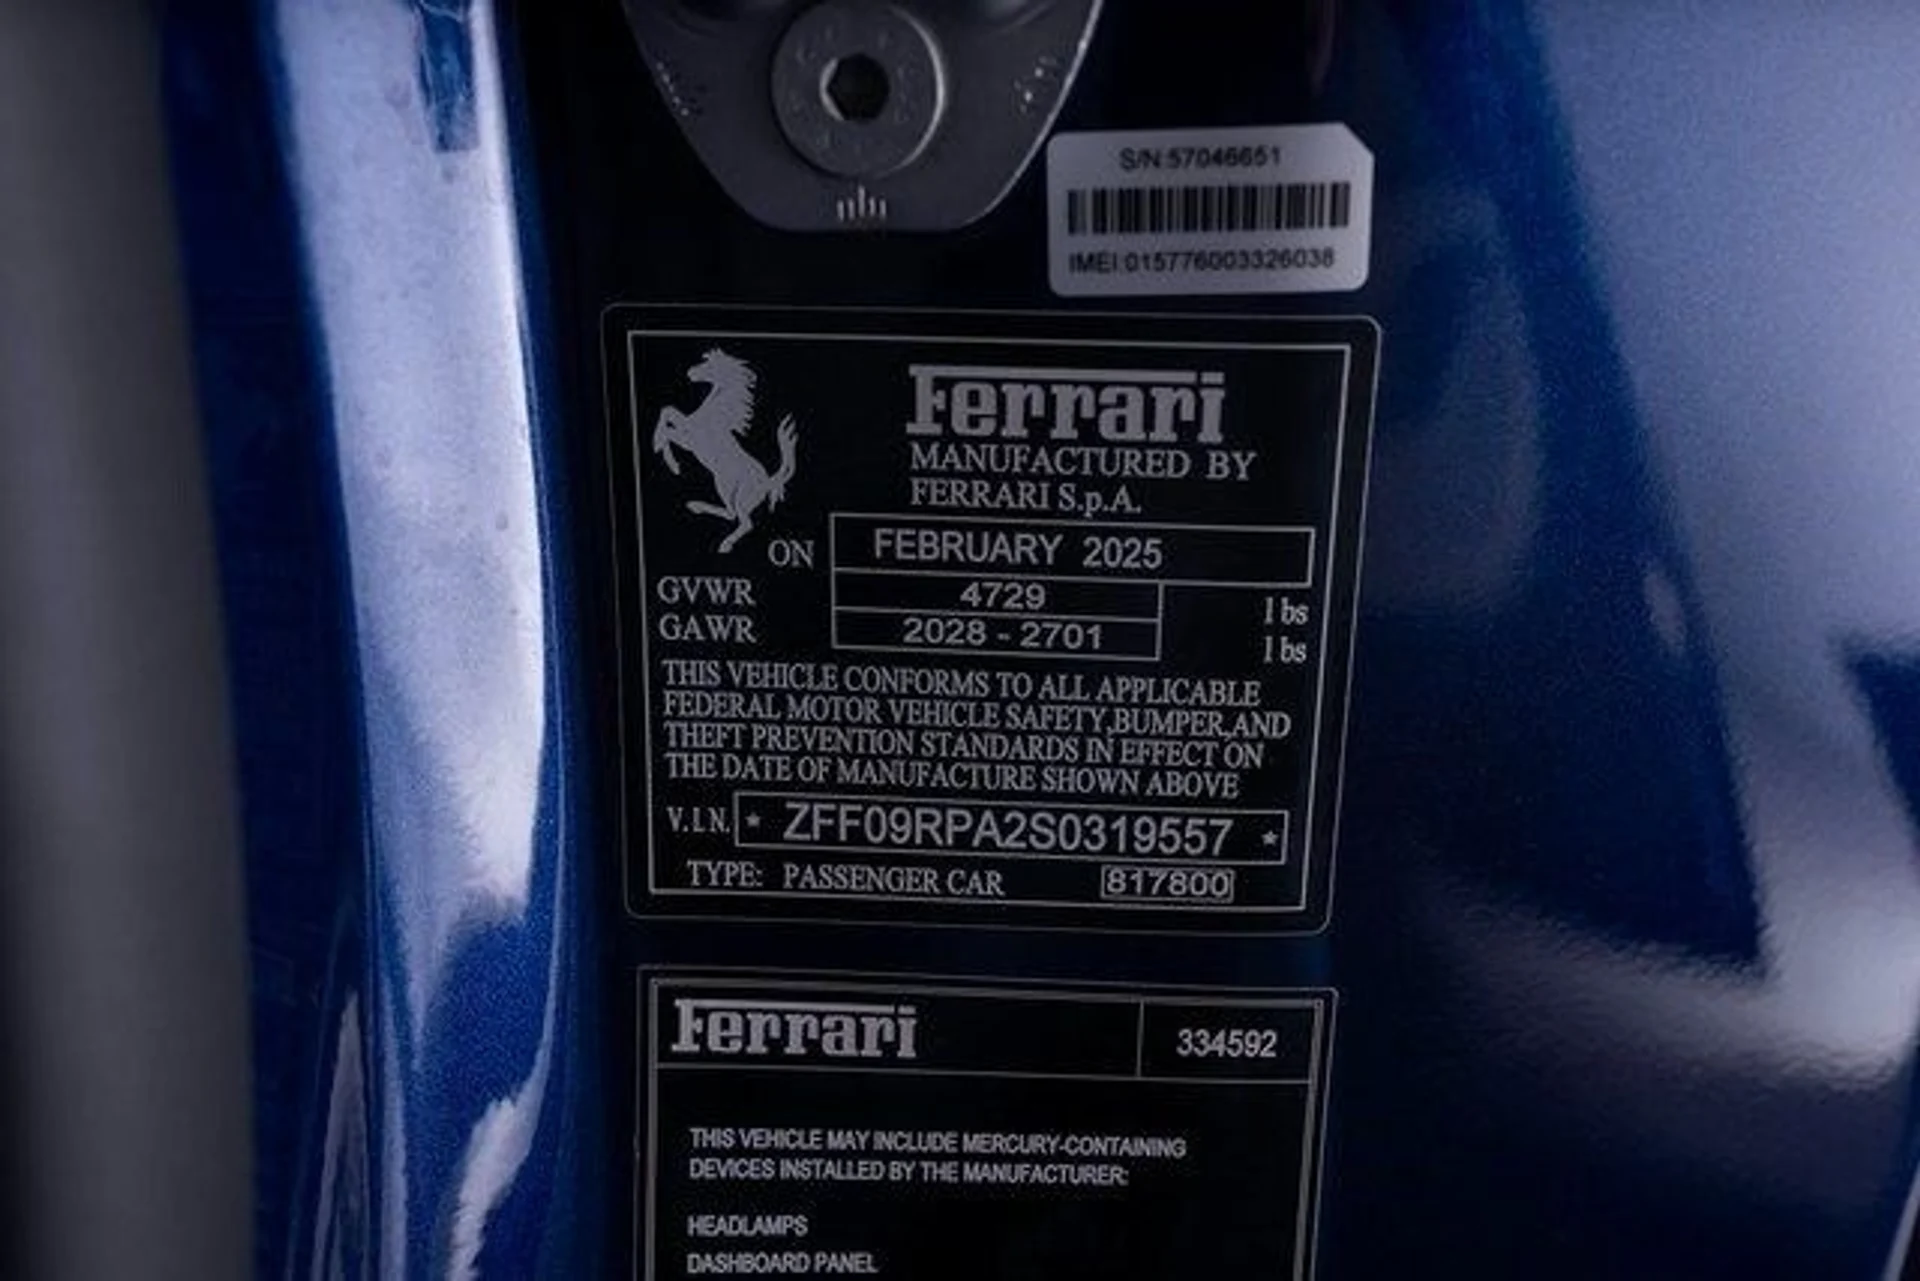 S/N:57046651
IMEI:015776003326038
Ferrari
MANUFACTURED BY
FERRARI S.p.A.
ON FEBRUARY 2025
GVWR 4729 lbs
GAWR 2028 - 2701 lbs
THIS VEHICLE CONFORMS TO ALL APPLICABLE
FEDERAL MOTOR VEHICLE SAFETY,BUMPER,AND
THEFT PREVENTION STANDARDS IN EFFECT ON
THE DATE OF MANUFACTURE SHOWN ABOVE
V.I.N. * ZFF09RPA2S0319557 *
TYPE: PASSENGER CAR 817800
Ferrari 334592
THIS VEHICLE MAY INCLUDE MERCURY-CONTAINING
DEVICES INSTALLED BY THE MANUFACTURER:
HEADLAMPS
DASHBOARD PANEL